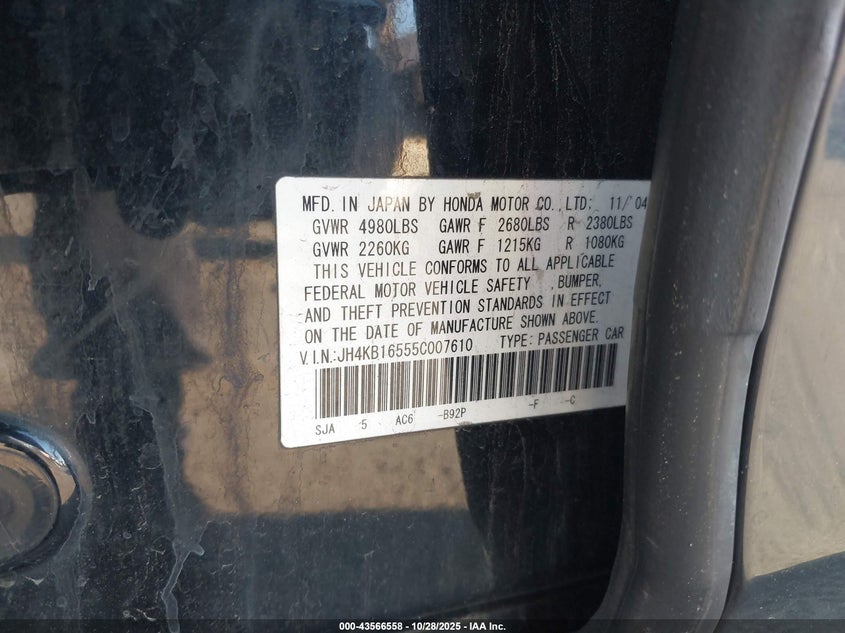 MFD. IN JAPAN BY HONDA MOTOR CO., LTD: 11/'04
GVWR 4980LBS GAWR F 2680LBS R 2380LBS
GVWR 2260KG GAWR F 1215KG R 1080KG
THIS VEHICLE CONFORMS TO ALL APPLICABLE
FEDERAL MOTOR VEHICLE SAFETY , BUMPER,
AND THEFT PREVENTION STANDARDS IN EFFECT
ON THE DATE OF MANUFACTURE SHOWN ABOVE.
V.I.N.:JH4KB16555C007610 TYPE: PASSENGER CAR
SJA 5 AC6 -B92P -F -C
000-43566558 - 10/28/2025 - IAA Inc.